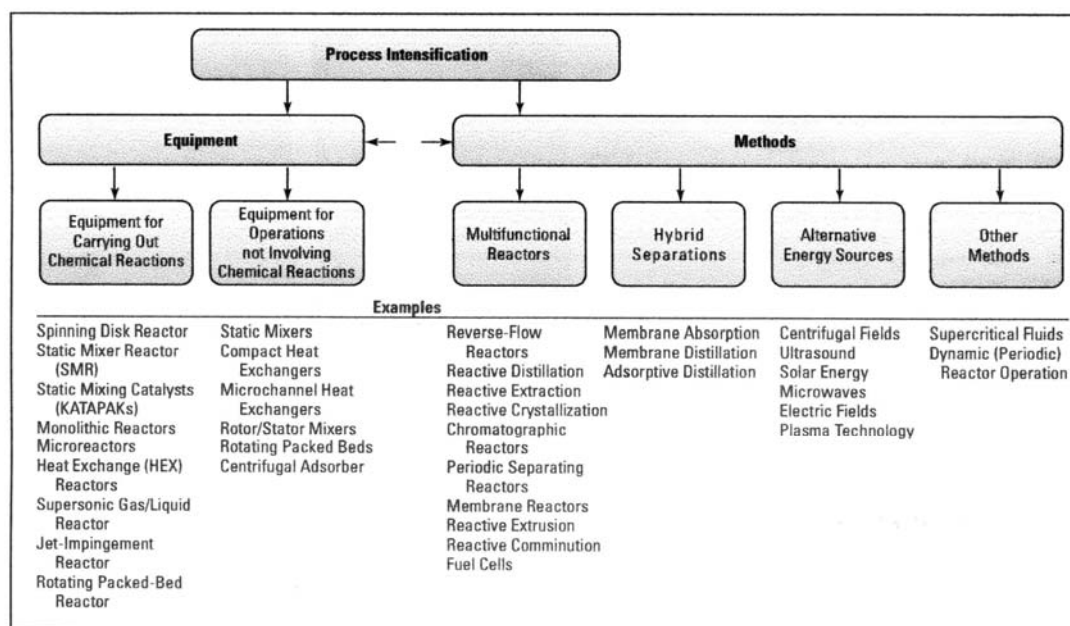 Process Intensification
Equipment
Methods
Equipment for
Carrying Out
Chemical Reactions
Equipment for
Operations
not Involving
Chemical Reactions
Multifunctional
Reactors
Hybrid
Separations
Alternative
Energy Sources
Other
Methods
Examples
Spinning Disk Reactor
Static Mixer Reactor
(SMR)
Static Mixing Catalysts
(KATAPAKs)
Monolithic Reactors
Microreactors
Heat Exchange (HEX)
Reactors
Supersonic Gas/Liquid
Reactor
Jet-Impingement
Reactor
Rotating Packed-Bed
Reactor
Static Mixers
Compact Heat
Exchangers
Microchannel Heat
Exchangers
Rotor/Stator Mixers
Rotating Packed Beds
Centrifugal Adsorber
Reverse-Flow
Reactors
Reactive Distillation
Reactive Extraction
Reactive Crystallization
Chromatographic
Reactors
Periodic Separating
Reactors
Membrane Reactors
Reactive Extrusion
Reactive Comminution
Fuel Cells
Membrane Absorption
Membrane Distillation
Adsorptive Distillation
Centrifugal Fields
Ultrasound
Solar Energy
Microwaves
Electric Fields
Plasma Technology
Supercritical Fluids
Dynamic (Periodic)
Reactor Operation